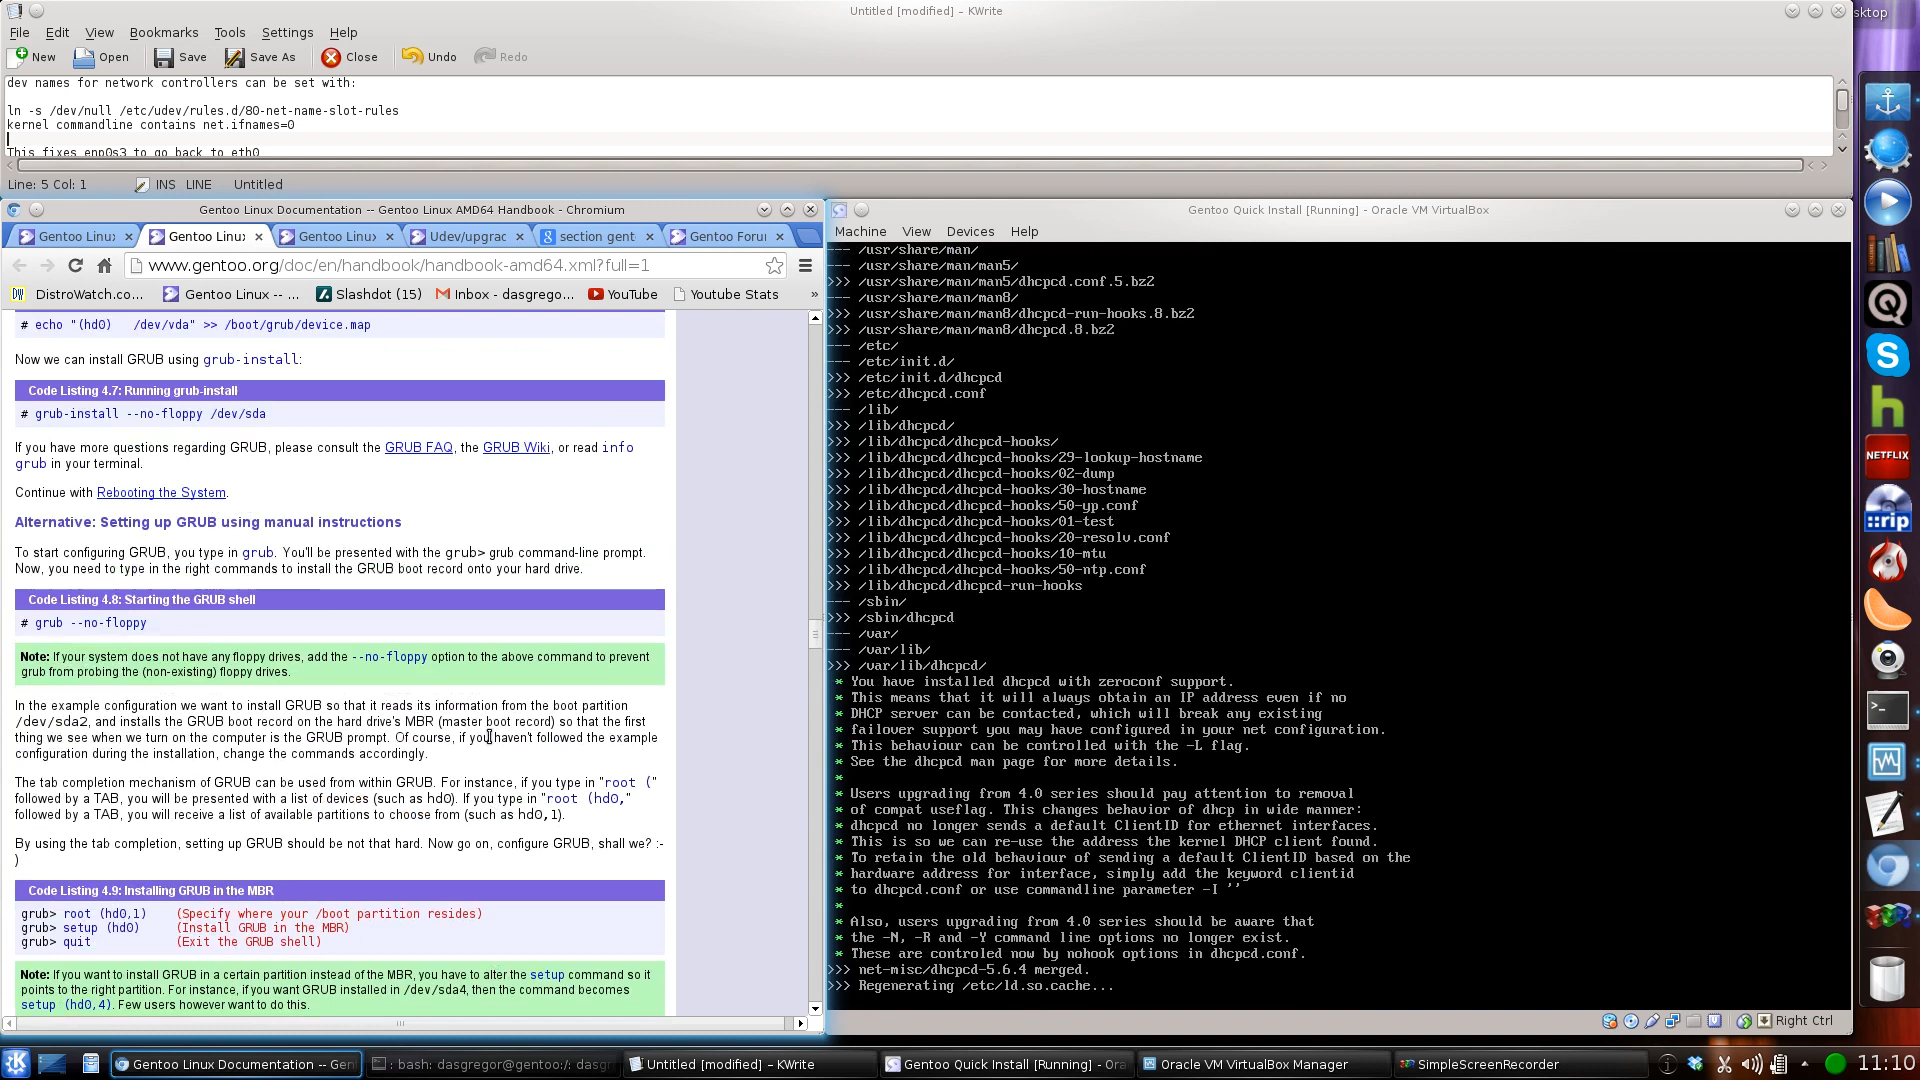 Untitled [modified] – KWrite
sktop
File Edit View Bookmarks Tools Settings Help
New Open Save Save As Close Undo Redo
dev names for network controllers can be set with:
ln -s /dev/null /etc/udev/rules.d/80-net-name-slot-rules
kernel commandline contains net.ifnames=0
This fixes enp0s3 to go back to eth0
Line: 5 Col: 1 INS LINE Untitled
Gentoo Linux Documentation -- Gentoo Linux AMD64 Handbook - Chromium
Gentoo Linux Gentoo Linu Gentoo Linu Udev/upgrac section gent Gentoo Foru
www.gentoo.org/doc/en/handbook/handbook-amd64.xml?full=1
DistroWatch.co... Gentoo Linux -- ... Slashdot (15) Inbox - dasgrego... YouTube Youtube Stats »
# echo "(hd0)   /dev/vda" >> /boot/grub/device.map
Now we can install GRUB using grub-install:
Code Listing 4.7: Running grub-install
# grub-install --no-floppy /dev/sda
If you have more questions regarding GRUB, please consult the GRUB FAQ, the GRUB Wiki, or read info
grub in your terminal.
Continue with Rebooting the System.
Alternative: Setting up GRUB using manual instructions
To start configuring GRUB, you type in grub. You'll be presented with the grub> grub command-line prompt.
Now, you need to type in the right commands to install the GRUB boot record onto your hard drive.
Code Listing 4.8: Starting the GRUB shell
# grub --no-floppy
Note: If your system does not have any floppy drives, add the --no-floppy option to the above command to prevent
grub from probing the (non-existing) floppy drives.
In the example configuration we want to install GRUB so that it reads its information from the boot partition
/dev/sda2, and installs the GRUB boot record on the hard drive's MBR (master boot record) so that the first
thing we see when we turn on the computer is the GRUB prompt. Of course, if you haven't followed the example
configuration during the installation, change the commands accordingly.
The tab completion mechanism of GRUB can be used from within GRUB. For instance, if you type in "root ("
followed by a TAB, you will be presented with a list of devices (such as hd0). If you type in "root (hd0,"
followed by a TAB, you will receive a list of available partitions to choose from (such as hd0,1).
By using the tab completion, setting up GRUB should be not that hard. Now go on, configure GRUB, shall we? :-
)
Code Listing 4.9: Installing GRUB in the MBR
grub> root (hd0,1)    (Specify where your /boot partition resides)
grub> setup (hd0)     (Install GRUB in the MBR)
grub> quit            (Exit the GRUB shell)
Note: If you want to install GRUB in a certain partition instead of the MBR, you have to alter the setup command so it
points to the right partition. For instance, if you want GRUB installed in /dev/sda4, then the command becomes
setup (hd0,4). Few users however want to do this.
Gentoo Quick Install [Running] - Oracle VM VirtualBox
Machine View Devices Help
--- /usr/share/man/
--- /usr/share/man/man5/
>>> /usr/share/man/man5/dhcpcd.conf.5.bz2
--- /usr/share/man/man8/
>>> /usr/share/man/man8/dhcpcd-run-hooks.8.bz2
>>> /usr/share/man/man8/dhcpcd.8.bz2
--- /etc/
--- /etc/init.d/
>>> /etc/init.d/dhcpcd
>>> /etc/dhcpcd.conf
--- /lib/
>>> /lib/dhcpcd/
>>> /lib/dhcpcd/dhcpcd-hooks/
>>> /lib/dhcpcd/dhcpcd-hooks/29-lookup-hostname
>>> /lib/dhcpcd/dhcpcd-hooks/02-dump
>>> /lib/dhcpcd/dhcpcd-hooks/30-hostname
>>> /lib/dhcpcd/dhcpcd-hooks/50-yp.conf
>>> /lib/dhcpcd/dhcpcd-hooks/01-test
>>> /lib/dhcpcd/dhcpcd-hooks/20-resolv.conf
>>> /lib/dhcpcd/dhcpcd-hooks/10-mtu
>>> /lib/dhcpcd/dhcpcd-hooks/50-ntp.conf
>>> /lib/dhcpcd/dhcpcd-run-hooks
--- /sbin/
>>> /sbin/dhcpcd
--- /var/
--- /var/lib/
>>> /var/lib/dhcpcd/
* You have installed dhcpcd with zeroconf support.
* This means that it will always obtain an IP address even if no
* DHCP server can be contacted, which will break any existing
* failover support you may have configured in your net configuration.
* This behaviour can be controlled with the -L flag.
* See the dhcpcd man page for more details.
*
* Users upgrading from 4.0 series should pay attention to removal
* of compat useflag. This changes behavior of dhcp in wide manner:
* dhcpcd no longer sends a default ClientID for ethernet interfaces.
* This is so we can re-use the address the kernel DHCP client found.
* To retain the old behaviour of sending a default ClientID based on the
* hardware address for interface, simply add the keyword clientid
* to dhcpcd.conf or use commandline parameter -I ''
*
* Also, users upgrading from 4.0 series should be aware that
* the -N, -R and -Y command line options no longer exist.
* These are controled now by nohook options in dhcpcd.conf.
>>> net-misc/dhcpcd-5.6.4 merged.
>>> Regenerating /etc/ld.so.cache...
Right Ctrl
NETFLIX
::rip
Gentoo Linux Documentation -- Gen : bash: dasgregor@gentoo:/: dasg Untitled [modified] – KWrite Gentoo Quick Install [Running] - Ora Oracle VM VirtualBox Manager SimpleScreenRecorder 11:10